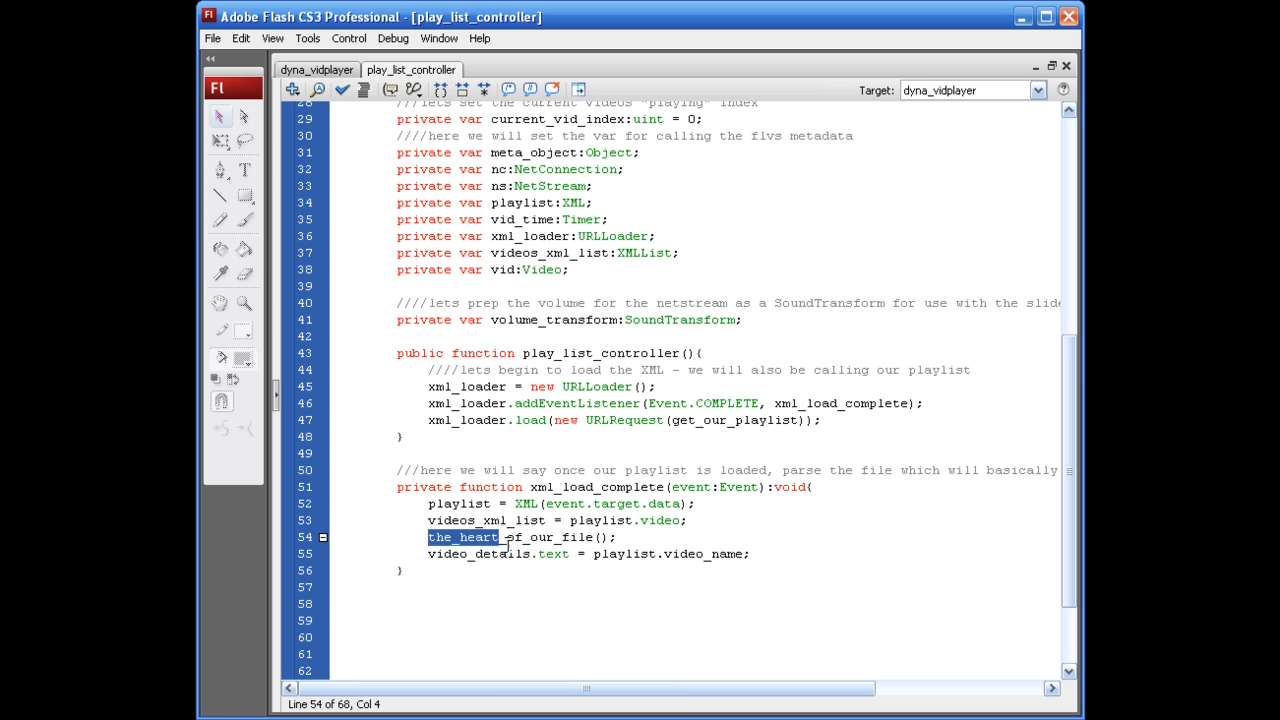 Adobe Flash CS3 Professional - [play_list_controller]
File Edit View Tools Control Debug Window Help
dyna_vidplayer play_list_controller
Fl
Target: dyna_vidplayer
28 ///lets set the current videos "playing" index
29 private var current_vid_index:uint = 0;
30 ////here we will set the var for calling the flvs metadata
31 private var meta_object:Object;
32 private var nc:NetConnection;
33 private var ns:NetStream;
34 private var playlist:XML;
35 private var vid_time:Timer;
36 private var xml_loader:URLLoader;
37 private var videos_xml_list:XMLList;
38 private var vid:Video;
39
40 ////lets prep the volume for the netstream as a SoundTransform for use with the slide
41 private var volume_transform:SoundTransform;
42
43 public function play_list_controller(){
44 ////lets begin to load the XML - we will also be calling our playlist
45 xml_loader = new URLLoader();
46 xml_loader.addEventListener(Event.COMPLETE, xml_load_complete);
47 xml_loader.load(new URLRequest(get_our_playlist));
48 }
49
50 ///here we will say once our playlist is loaded, parse the file which will basically
51 private function xml_load_complete(event:Event):void{
52 playlist = XML(event.target.data);
53 videos_xml_list = playlist.video;
54 the_heart_of_our_file();
55 video_details.text = playlist.video_name;
56 }
57
58
59
60
61
62
Line 54 of 68, Col 4